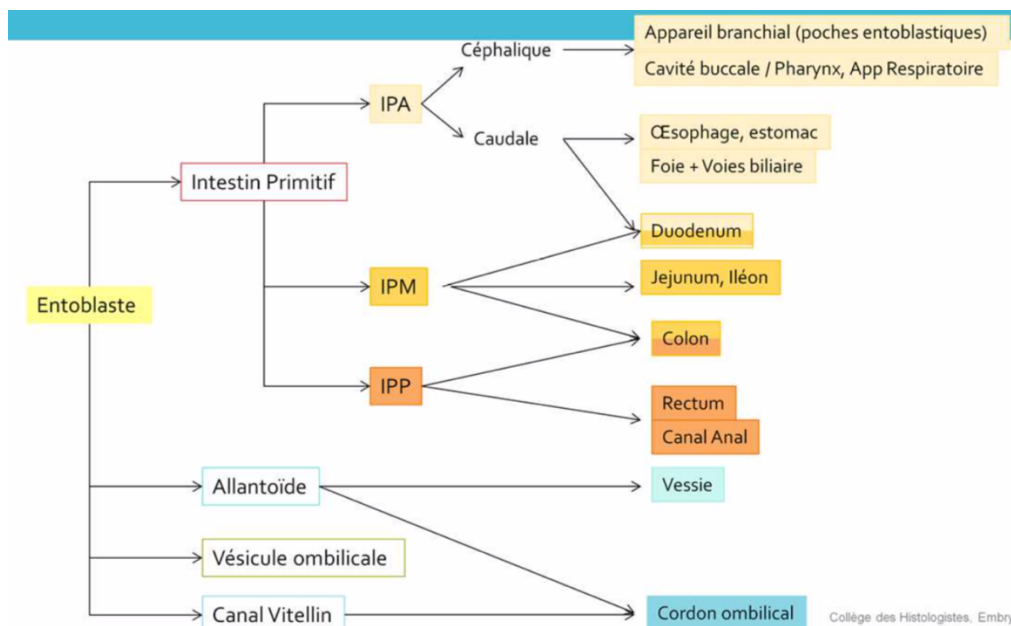 Céphalique
Appareil branchial (poches entoblastiques)
Cavité buccale / Pharynx, App Respiratoire
IPA
Caudale
Œsophage, estomac
Foie + Voies biliaire
Intestin Primitif
Duodenum
Entoblaste
IPM
Jejunum, Iléon
Colon
IPP
Rectum
Canal Anal
Allantoïde
Vessie
Vésicule ombilicale
Canal Vitellin
Cordon ombilical
Collège des Histologistes. Embry